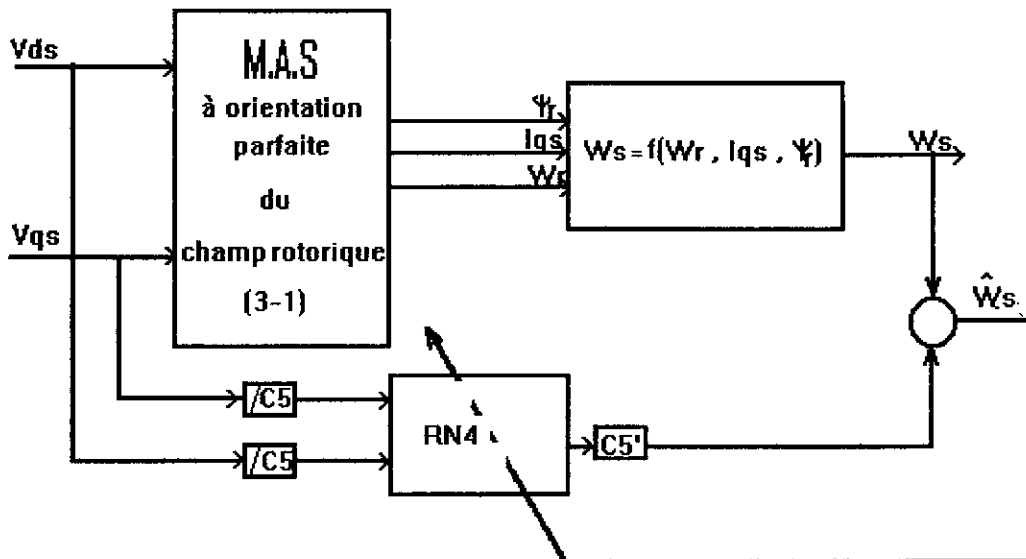 Vds
M.A.S
à orientation
parfaite
du
champ rotorique
(3-1)
Vqs
Ψr
Iqs
Wr
Ws = f(Wr , Iqs , Ψr)
Ws
Ŵs
/C5
/C5
RN4
C5'